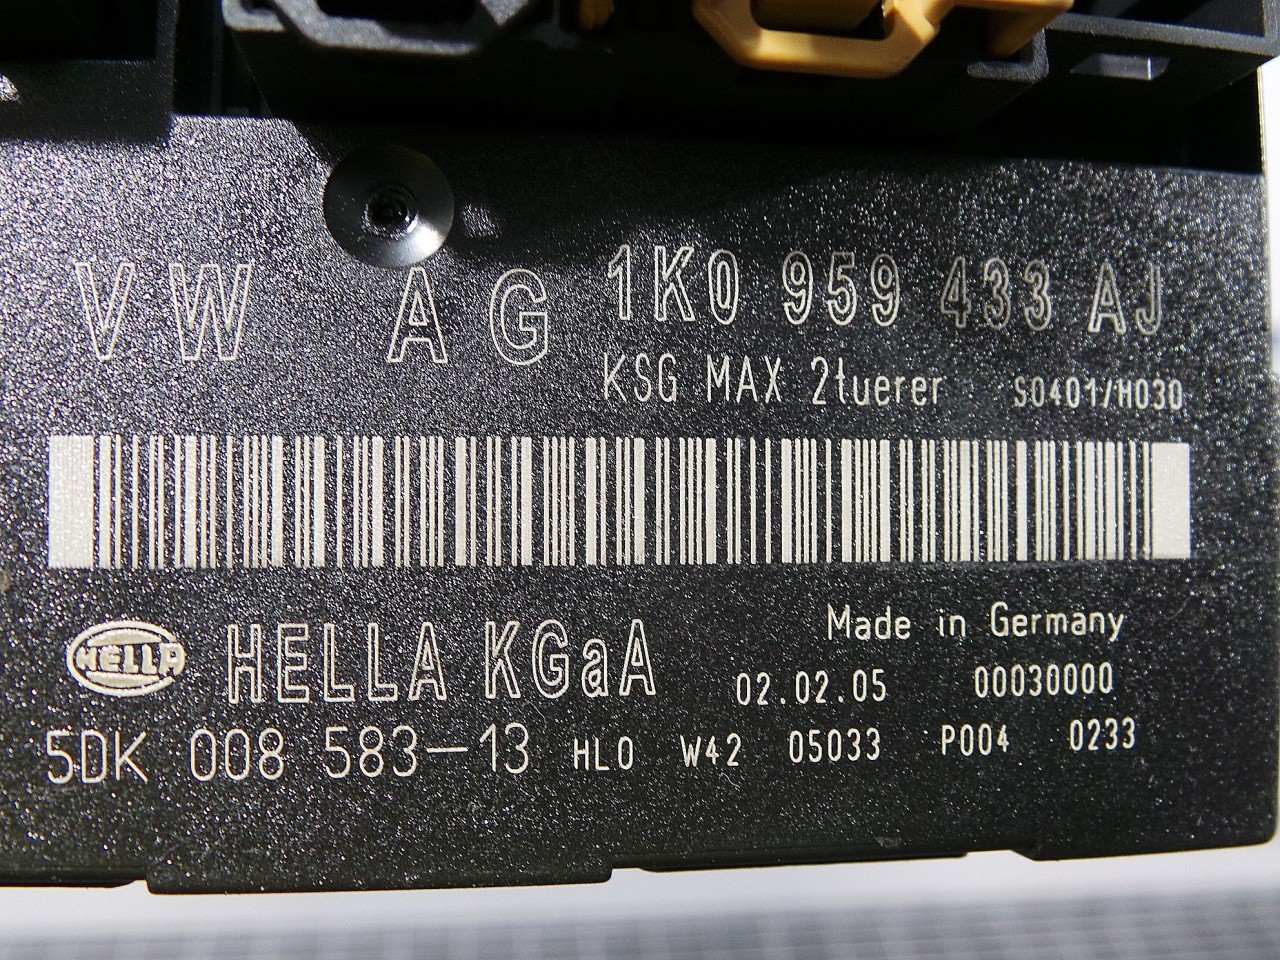 VW AG 1K0 959 433 AJ
KSG MAX 2tuerer S0401/H030
Made in Germany
HELLA HELLA KGaA
02.02.05 00030000
5DK 008 583-13 HL0 W42 05033 P004 0233